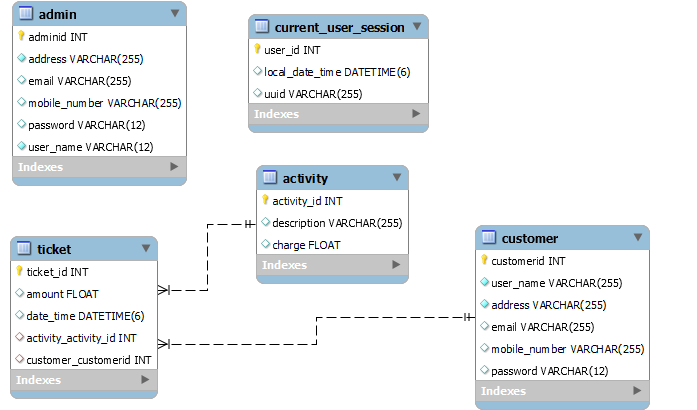 admin
adminid INT
address VARCHAR(255)
email VARCHAR(255)
mobile_number VARCHAR(255)
password VARCHAR(12)
user_name VARCHAR(12)
Indexes
current_user_session
user_id INT
local_date_time DATETIME(6)
uuid VARCHAR(255)
Indexes
activity
activity_id INT
description VARCHAR(255)
charge FLOAT
Indexes
ticket
ticket_id INT
amount FLOAT
date_time DATETIME(6)
activity_activity_id INT
customer_customerid INT
Indexes
customer
customerid INT
user_name VARCHAR(255)
address VARCHAR(255)
email VARCHAR(255)
mobile_number VARCHAR(255)
password VARCHAR(12)
Indexes